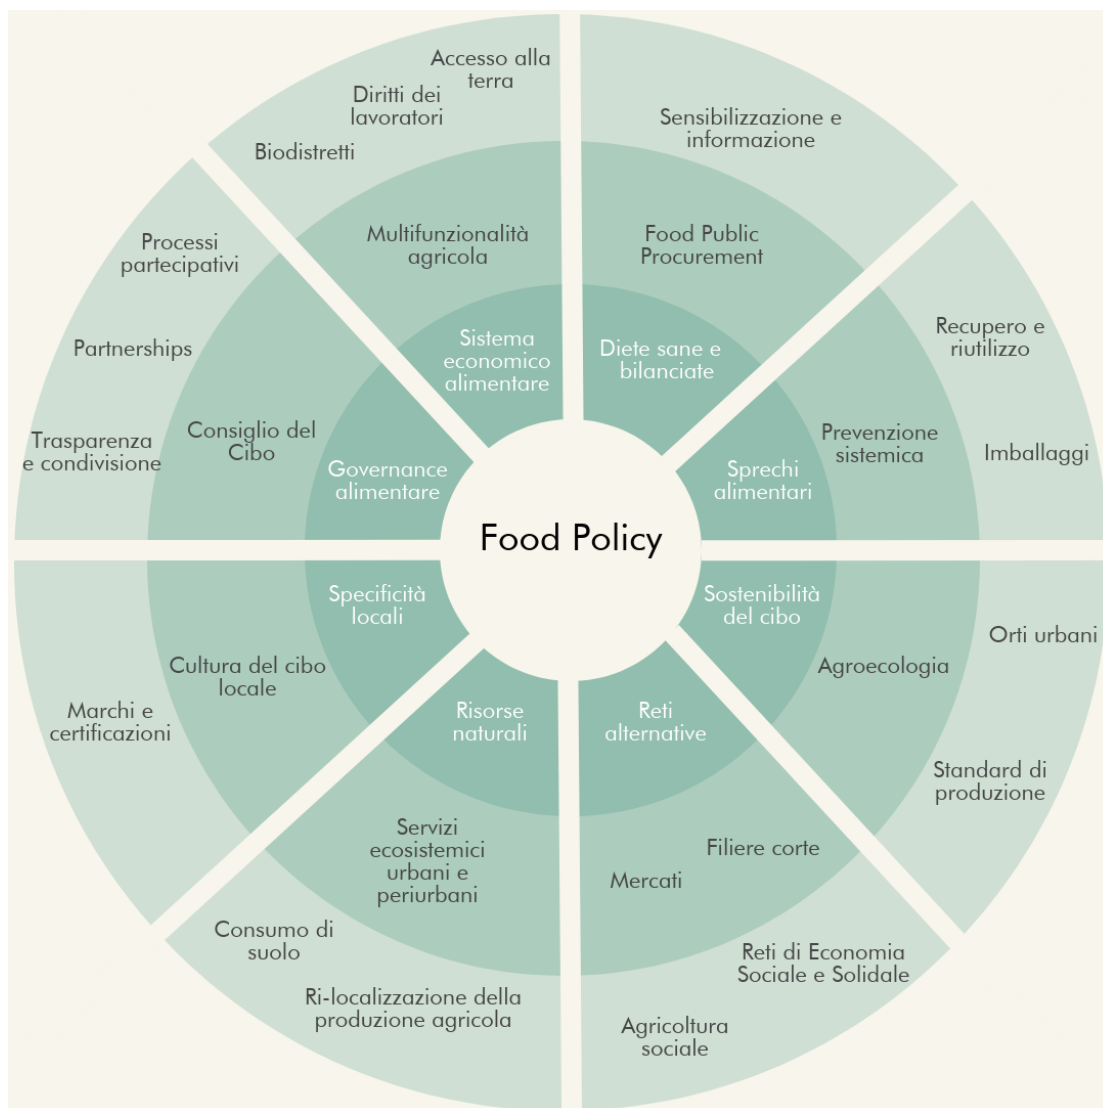 Food Policy
Sistema
economico
alimentare
Multifunzionalità
agricola
Accesso alla
terra
Diritti dei
lavoratori
Biodistretti
Diete sane e
bilanciate
Food Public
Procurement
Sensibilizzazione e
informazione
Sprechi
alimentari
Prevenzione
sistemica
Recupero e
riutilizzo
Imballaggi
Sostenibilità
del cibo
Agroecologia
Orti urbani
Standard di
produzione
Reti
alternative
Filiere corte
Mercati
Reti di Economia
Sociale e Solidale
Agricoltura
sociale
Risorse
naturali
Servizi
ecosistemici
urbani e
periurbani
Consumo di
suolo
Ri-localizzazione della
produzione agricola
Specificità
locali
Cultura del cibo
locale
Marchi e
certificazioni
Governance
alimentare
Consiglio del
Cibo
Processi
partecipativi
Partnerships
Trasparenza
e condivisione